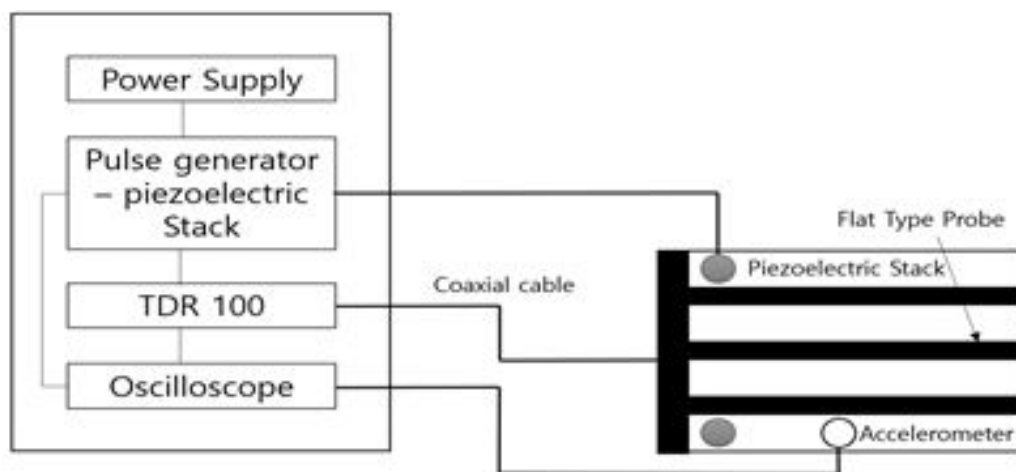 Power Supply
Pulse generator
– piezoelectric
Stack
TDR 100
Oscilloscope
Coaxial cable
Flat Type Probe
Piezoelectric Stack
Accelerometer